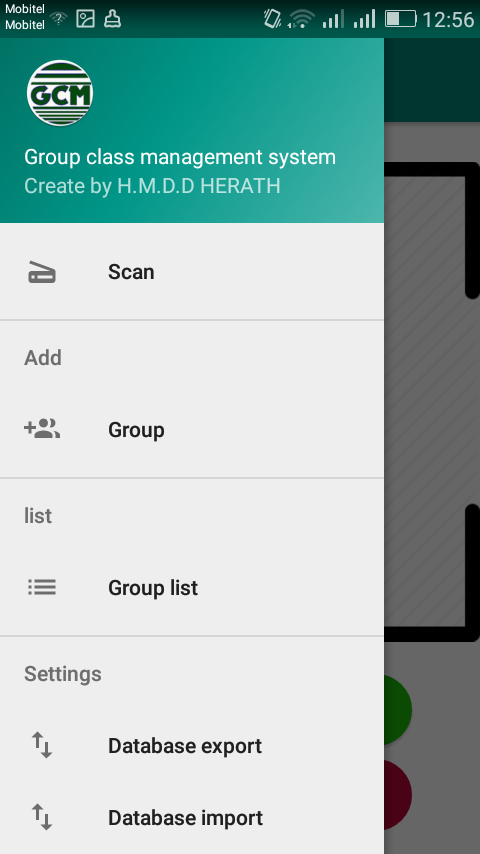 Mobitel
Mobitel
12:56
GCM
Group class management system
Create by H.M.D.D HERATH
Scan
Add
Group
list
Group list
Settings
Database export
Database import